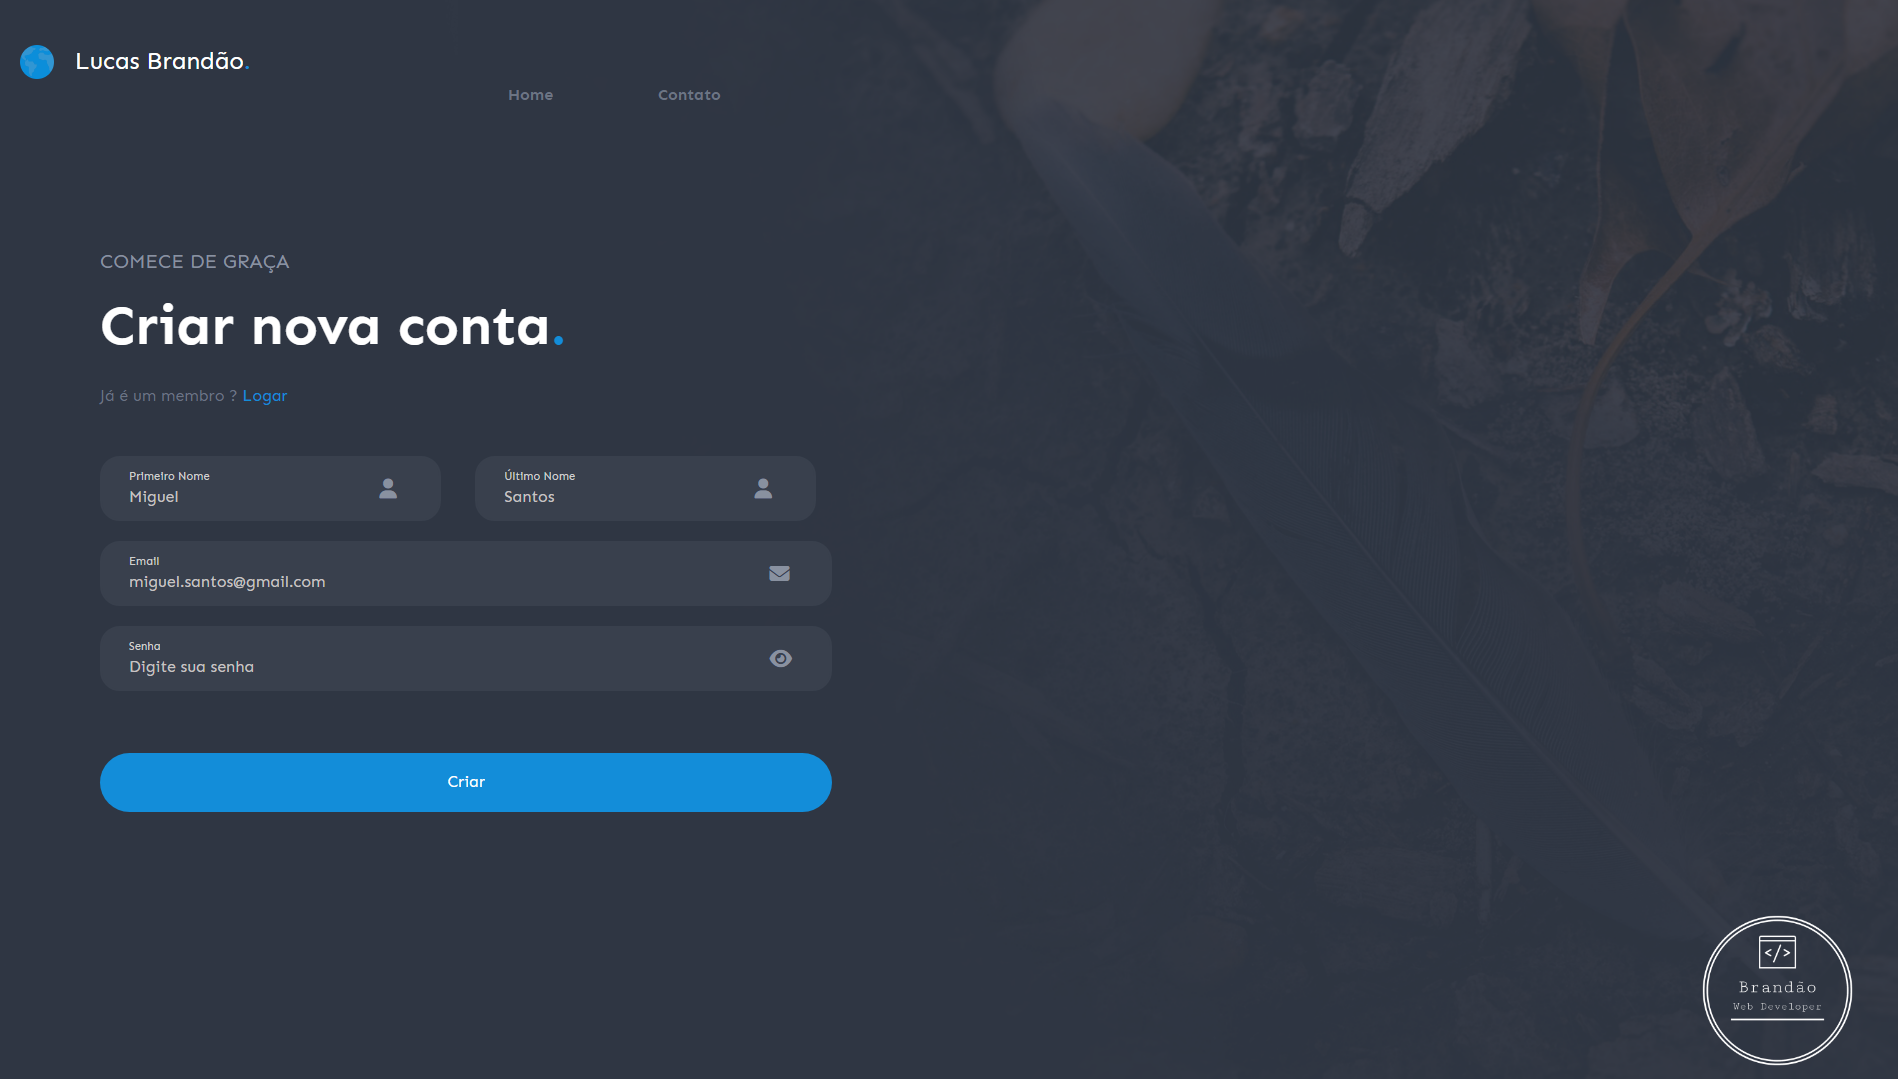 Lucas Brandão.
Home
Contato
COMECE DE GRAÇA
Criar nova conta.
Já é um membro ? Logar
Primeiro Nome
Miguel
Último Nome
Santos
Email
miguel.santos@gmail.com
Senha
Digite sua senha
Criar
</>
Brandão
Web Developer